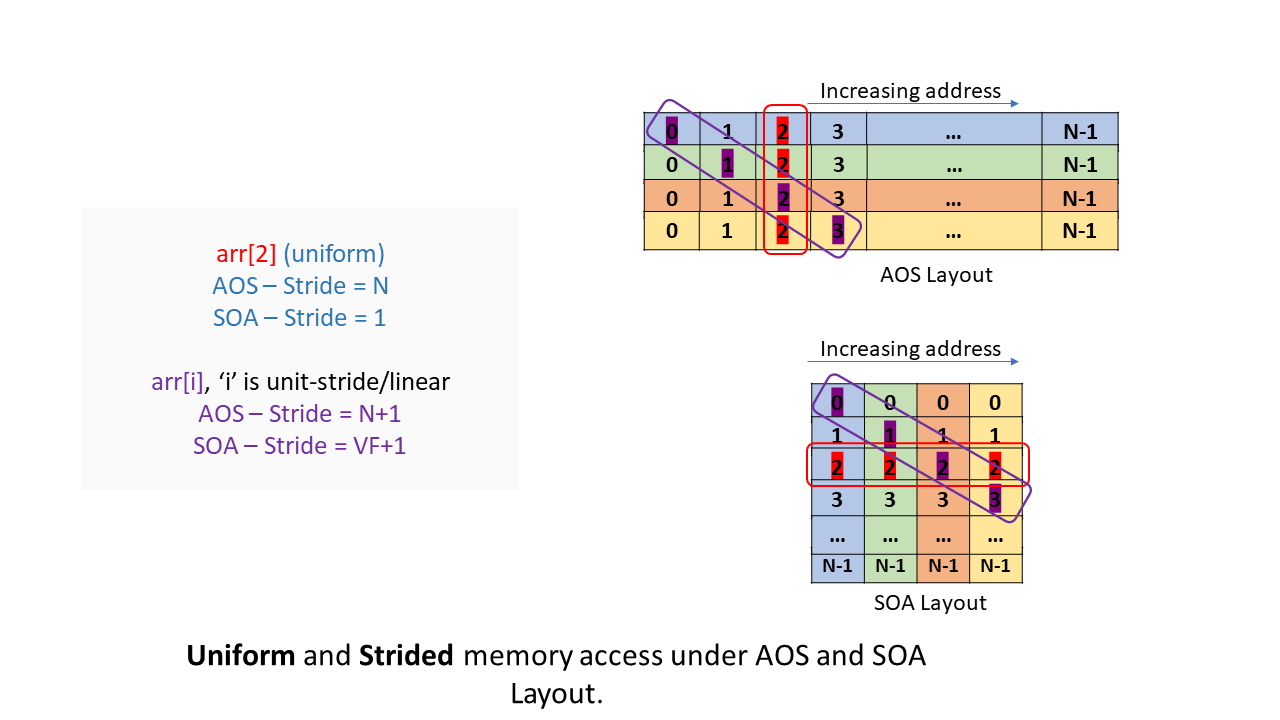 Increasing address
0 1 2 3 ... N-1
0 1 2 3 ... N-1
0 1 2 3 ... N-1
0 1 2 3 ... N-1
AOS Layout
arr[2] (uniform)
AOS – Stride = N
SOA – Stride = 1
arr[i], ‘i’ is unit-stride/linear
AOS – Stride = N+1
SOA – Stride = VF+1
Increasing address
0 0 0 0
1 1 1 1
2 2 2 2
3 3 3 3
... ... ... ...
N-1 N-1 N-1 N-1
SOA Layout
Uniform and Strided memory access under AOS and SOA
Layout.